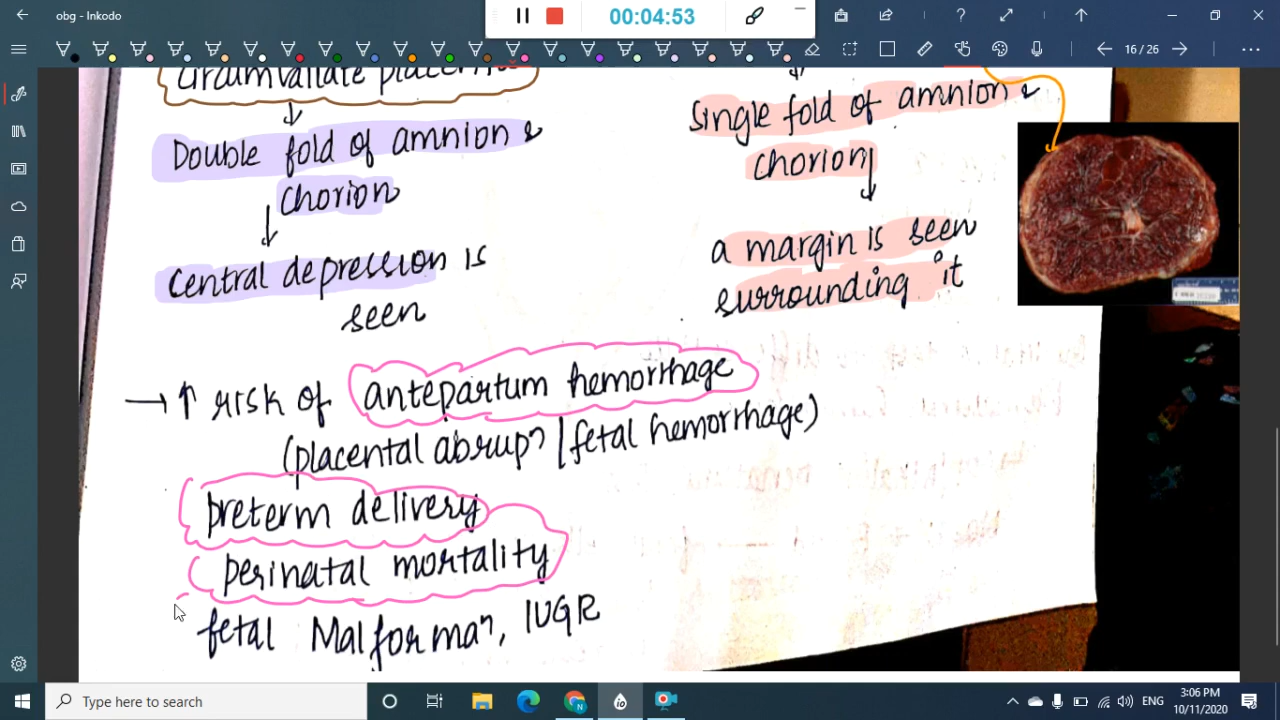 obg - Inkodo
00:04:53
16 / 26
Circumvallate placenta
Double fold of amnion &
chorion
Central depression is
seen
single fold of amnion &
chorion
a margin is seen
surrounding it
→ ↑ risk of antepartum hemorrhage
(placental abrupⁿ / fetal hemorrhage)
preterm delivery
perinatal mortality
fetal Malformaⁿ, IUGR
Type here to search
ENG
3:06 PM
10/11/2020